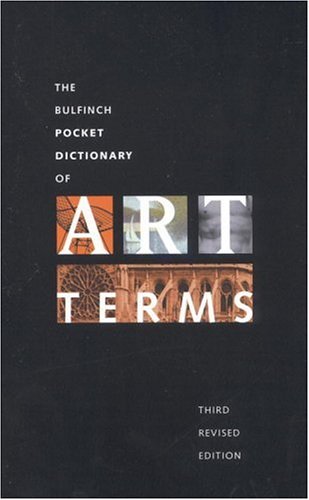 THE
BULFINCH
POCKET
DICTIONARY
OF
ART
TERMS
THIRD
REVISED
EDITION